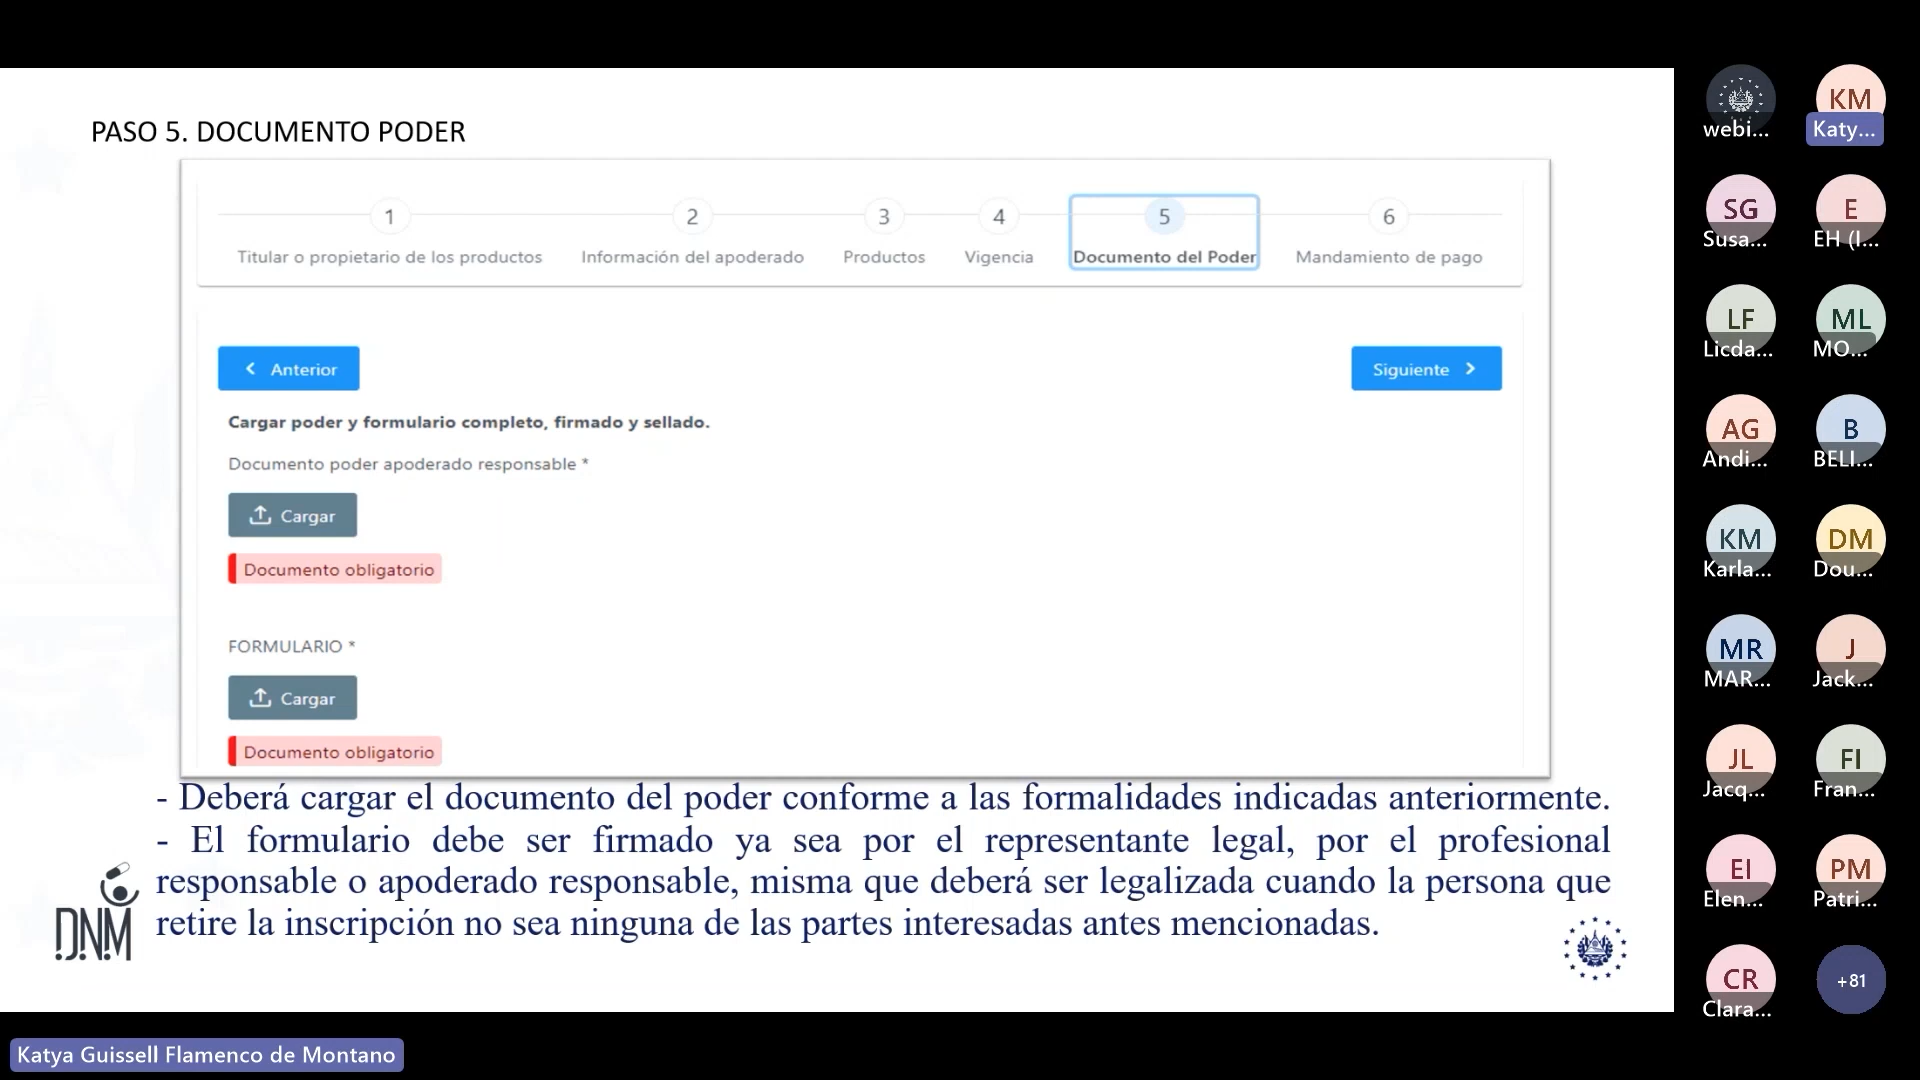 PASO 5. DOCUMENTO PODER
1
2
3
4
5
6
Titular o propietario de los productos
Información del apoderado
Productos
Vigencia
Documento del Poder
Mandamiento de pago
Anterior
Siguiente
Cargar poder y formulario completo, firmado y sellado.
Documento poder apoderado responsable *
Cargar
Documento obligatorio
FORMULARIO *
Cargar
Documento obligatorio
- Deberá cargar el documento del poder conforme a las formalidades indicadas anteriormente.
- El formulario debe ser firmado ya sea por el representante legal, por el profesional
responsable o apoderado responsable, misma que deberá ser legalizada cuando la persona que
retire la inscripción no sea ninguna de las partes interesadas antes mencionadas.
DNM
webi...
KM
Katy...
SG
Susa...
E
EH (I...
LF
Licda...
ML
MO...
AG
Andi...
B
BELI...
KM
Karla...
DM
Dou...
MR
MAR...
J
Jack...
JL
Jacq...
FI
Fran...
EI
Elen...
PM
Patri...
CR
Clara...
+81
Katya Guissell Flamenco de Montano